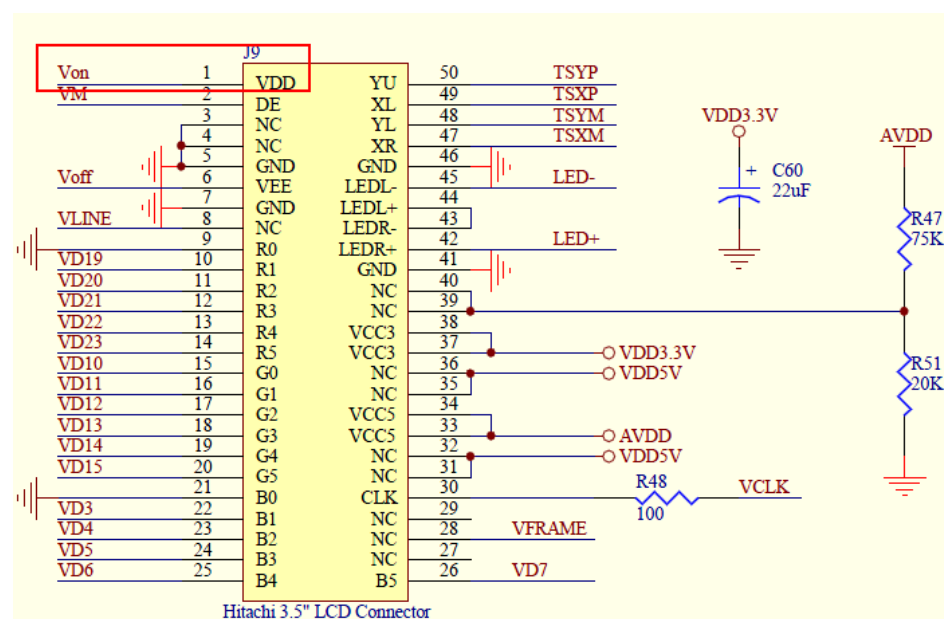 J9
Von 1 VDD YU 50 TSYP
VM 2 DE XL 49 TSXP
3 NC YL 48 TSYM
4 NC XR 47 TSXM
5 GND GND 46
Voff 6 VEE LEDL- 45 LED-
7 GND LEDL+ 44
VLINE 8 NC LEDR- 43
9 R0 LEDR+ 42 LED+
VD19 10 R1 GND 41
VD20 11 R2 NC 40
VD21 12 R3 NC 39
VD22 13 R4 VCC3 38
VD23 14 R5 VCC3 37 VDD3.3V
VD10 15 G0 NC 36 VDD5V
VD11 16 G1 NC 35
VD12 17 G2 VCC5 34
VD13 18 G3 VCC5 33 AVDD
VD14 19 G4 NC 32 VDD5V
VD15 20 G5 NC 31
21 B0 CLK 30 R48 100 VCLK
VD3 22 B1 NC 29
VD4 23 B2 NC 28 VFRAME
VD5 24 B3 NC 27
VD6 25 B4 B5 26 VD7
Hitachi 3.5" LCD Connector
VDD3.3V
+ C60
22uF
AVDD
R47
75K
R51
20K